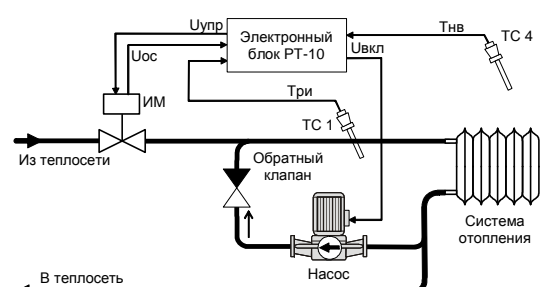 Uупр
Uос
Электронный
блок РТ-10
Uвкл
Tнв
ТС 4
ИМ
Tри
ТС 1
Из теплосети
Обратный
клапан
Система
отопления
Насос
В теплосеть